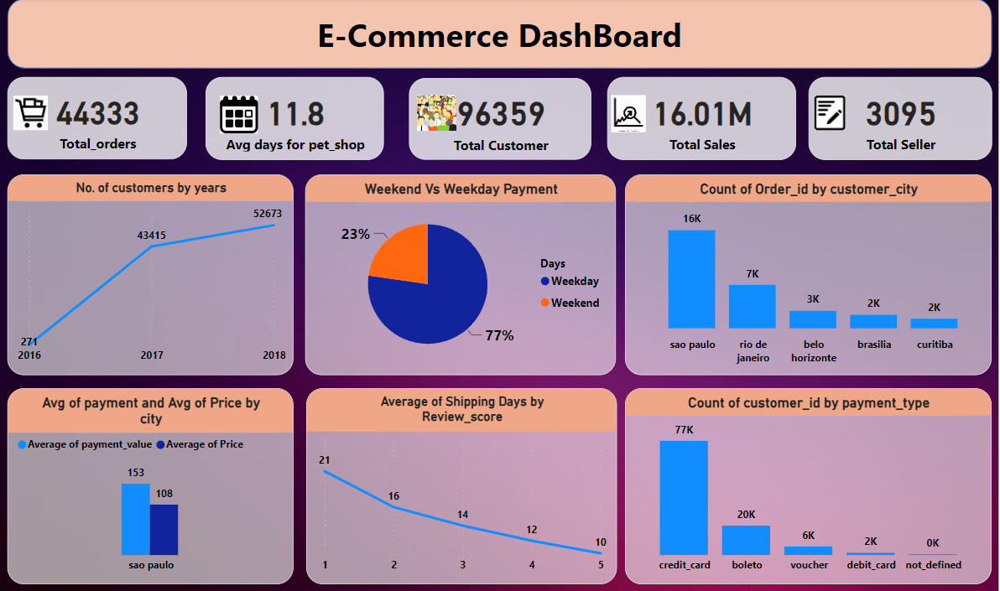 E-Commerce DashBoard
44333
Total_orders
11.8
Avg days for pet_shop
96359
Total Customer
16.01M
Total Sales
3095
Total Seller
No. of customers by years
271
43415
52673
2016
2017
2018
Weekend Vs Weekday Payment
23%
77%
Days
Weekday
Weekend
Count of Order_id by customer_city
16K
7K
3K
2K
2K
sao paulo
rio de
janeiro
belo
horizonte
brasilia
curitiba
Avg of payment and Avg of Price by
city
Average of payment_value
Average of Price
153
108
sao paulo
Average of Shipping Days by
Review_score
21
16
14
12
10
1
2
3
4
5
Count of customer_id by payment_type
77K
20K
6K
2K
0K
credit_card
boleto
voucher
debit_card
not_defined